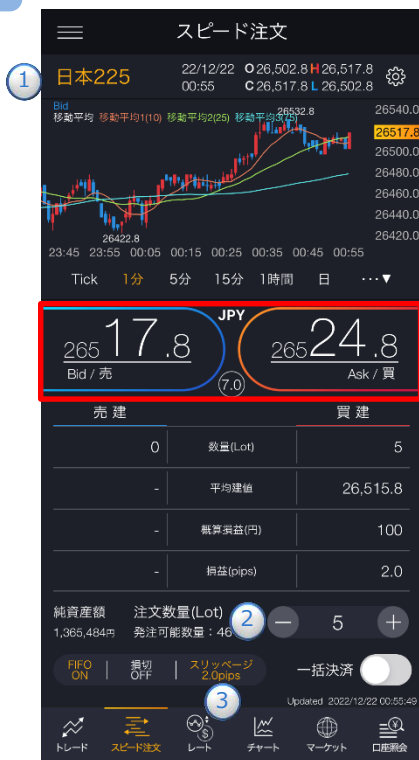 スピード注文
1 日本225
22/12/22 O 26,502.8 H 26,517.8
00:55 C 26,517.8 L 26,502.8
Bid
移動平均 移動平均1(10) 移動平均2(25) 移動平均3(75)
26532.8
26540.0
26517.8
26500.0
26480.0
26460.0
26440.0
26420.0
26422.8
23:45 23:55 00:05 00:15 00:25 00:35 00:45 00:55
Tick 1分 5分 15分 1時間 日 ···▼
JPY
26517.8 26524.8
Bid / 売 7.0 Ask / 買
売建 買建
0 数量(Lot) 5
- 平均建値 26,515.8
- 概算損益(円) 100
- 損益(pips) 2.0
純資産額 注文数量(Lot) 2 − 5 +
1,365,484円 発注可能数量:46
FIFO ON | 損切 OFF | スリッページ 2.0pips 一括決済
3
Updated 2022/12/22 00:55:49
トレード スピード注文 レート チャート マーケット 口座照会